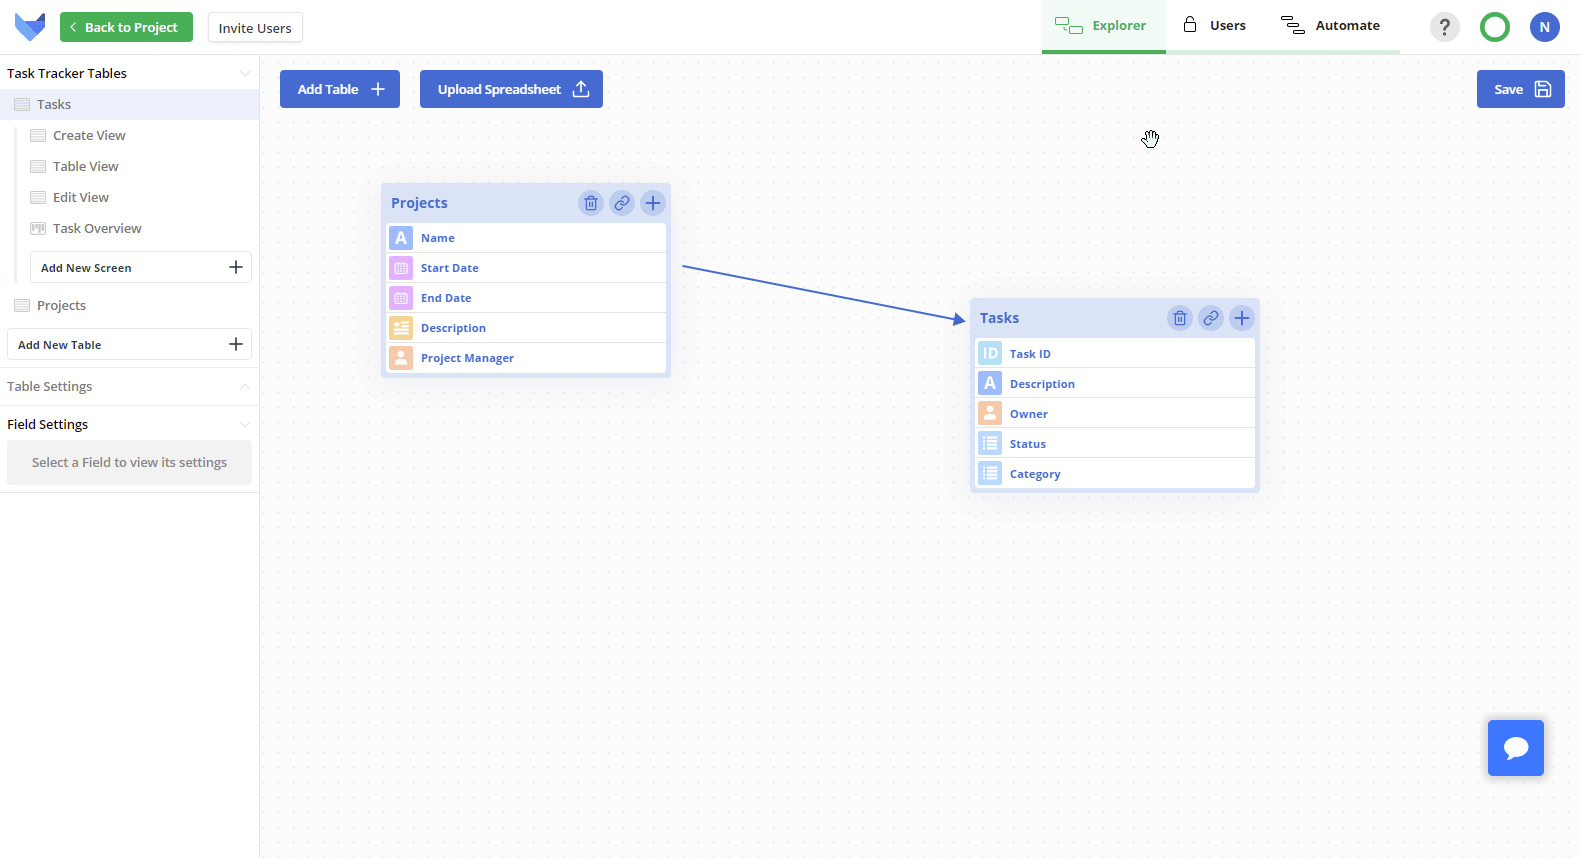 Back to Project
Invite Users
Explorer
Users
Automate
?
N
Task Tracker Tables
Tasks
Create View
Table View
Edit View
Task Overview
Add New Screen
Projects
Add New Table
Table Settings
Field Settings
Select a Field to view its settings
Add Table
Upload Spreadsheet
Save
Projects
A Name
Start Date
End Date
Description
Project Manager
Tasks
ID Task ID
A Description
Owner
Status
Category